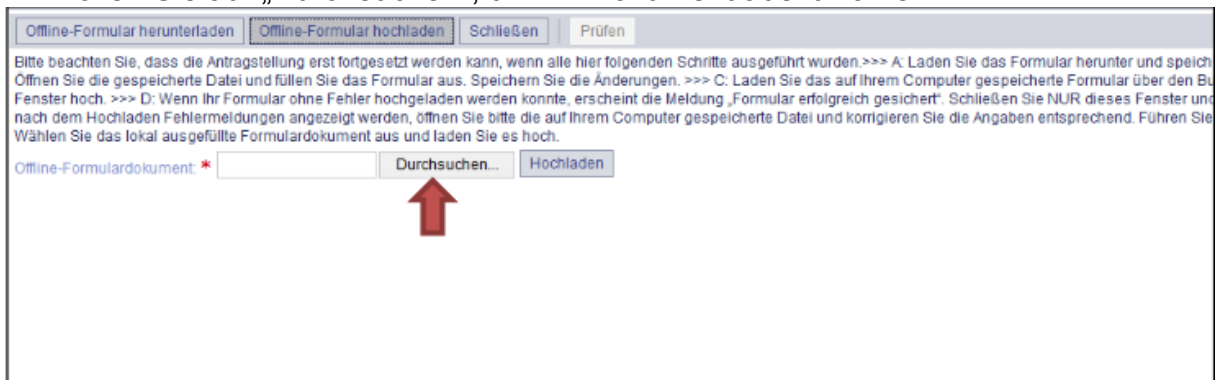 Offline-Formular herunterladen Offline-Formular hochladen Schließen Prüfen
Bitte beachten Sie, dass die Antragstellung erst fortgesetzt werden kann, wenn alle hier folgenden Schritte ausgeführt wurden.>>> A: Laden Sie das Formular herunter und speich
Öffnen Sie die gespeicherte Datei und füllen Sie das Formular aus. Speichern Sie die Änderungen. >>> C: Laden Sie das auf Ihrem Computer gespeicherte Formular über den Bu
Fenster hoch. >>> D: Wenn Ihr Formular ohne Fehler hochgeladen werden konnte, erscheint die Meldung „Formular erfolgreich gesichert". Schließen Sie NUR dieses Fenster und
nach dem Hochladen Fehlermeldungen angezeigt werden, öffnen Sie bitte die auf Ihrem Computer gespeicherte Datei und korrigieren Sie die Angaben entsprechend. Führen Sie
Wählen Sie das lokal ausgefüllte Formulardokument aus und laden Sie es hoch.
Offline-Formulardokument: * Durchsuchen... Hochladen